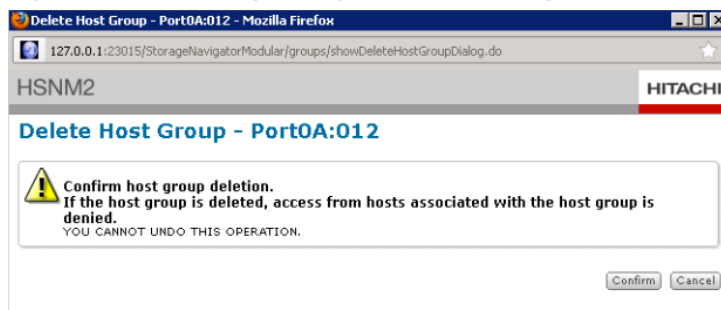 Delete Host Group - Port0A:012 - Mozilla Firefox
127.0.0.1:23015/StorageNavigatorModular/groups/showDeleteHostGroupDialog.do
HSNM2
HITACHI
Delete Host Group - Port0A:012
Confirm host group deletion.
If the host group is deleted, access from hosts associated with the host group is
denied.
YOU CANNOT UNDO THIS OPERATION.
Confirm Cancel